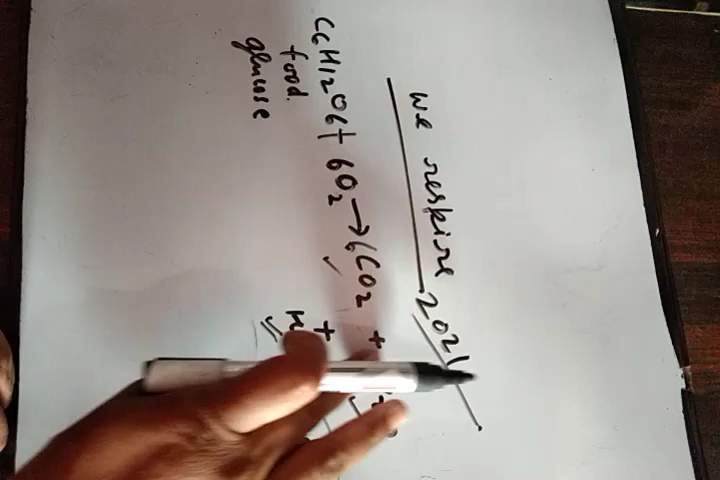 we respire 2021
C6H12O6 + 6O2 → 6CO2 +
food.
glucose
+